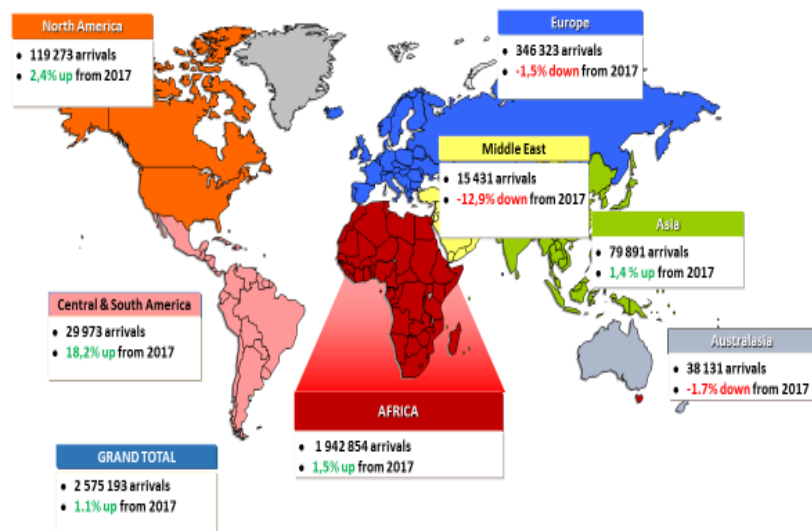 North America
• 119 273 arrivals
• 2,4% up from 2017
Europe
• 346 323 arrivals
• -1,5% down from 2017
Middle East
• 15 431 arrivals
• -12,9% down from 2017
Asia
• 79 891 arrivals
• 1,4 % up from 2017
Central & South America
• 29 973 arrivals
• 18,2% up from 2017
Australasia
• 38 131 arrivals
• -1.7% down from 2017
AFRICA
• 1 942 854 arrivals
• 1,5% up from 2017
GRAND TOTAL
• 2 575 193 arrivals
• 1.1% up from 2017